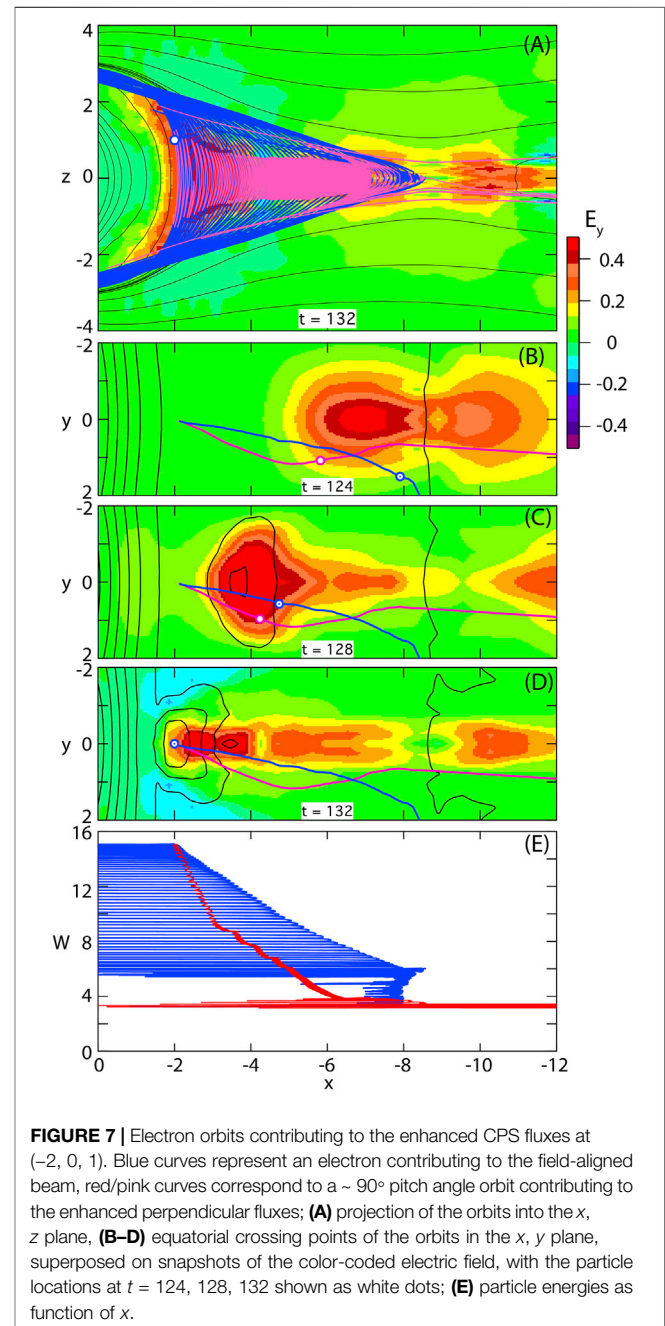 4
(A)
2
z 0
-2
-4
t = 132
E_y
0.4
0.2
0
-0.2
-0.4
-2
(B)
y 0
2
t = 124
-2
(C)
y 0
2
t = 128
-2
(D)
y 0
2
t = 132
16
(E)
12
W 8
4
0
0 -2 -4 -6 -8 -10 -12
x
FIGURE 7 | Electron orbits contributing to the enhanced CPS fluxes at
(−2, 0, 1). Blue curves represent an electron contributing to the field-aligned
beam, red/pink curves correspond to a ~ 90° pitch angle orbit contributing to
the enhanced perpendicular fluxes; (A) projection of the orbits into the x,
z plane, (B–D) equatorial crossing points of the orbits in the x, y plane,
superposed on snapshots of the color-coded electric field, with the particle
locations at t = 124, 128, 132 shown as white dots; (E) particle energies as
function of x.